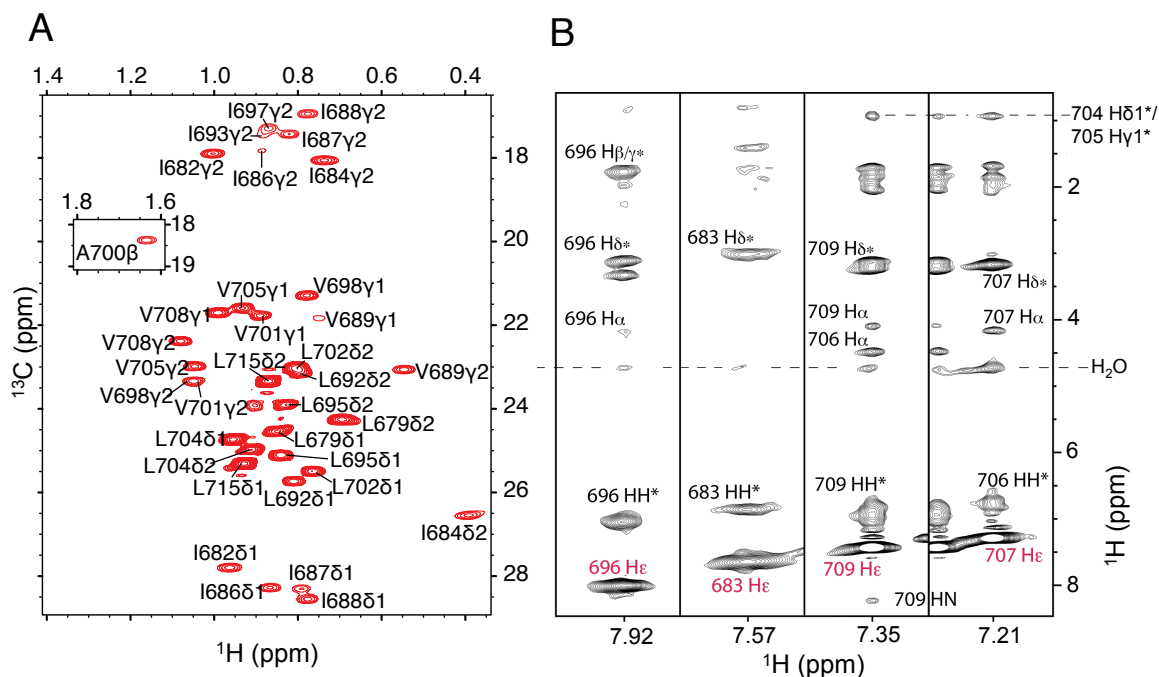 A
B
1.4 1.2 1.0 0.8 0.6 0.4
I697γ2
I688γ2
I693γ2
I687γ2
I682γ2
I686γ2
I684γ2
18
1.8 1.6
18
A700β
19
20
V705γ1
V698γ1
V708γ1
V701γ1
V689γ1
22
V708γ2
L715δ2
L702δ2
V705γ2
L692δ2
V689γ2
V698γ2
V701γ2
L695δ2
24
L679δ2
L704δ1
L679δ1
L704δ2
L695δ1
L715δ1
L702δ1
L692δ1
26
I684δ2
I682δ1
I687δ1
I686δ1
I688δ1
28
13C (ppm)
1H (ppm)
704 Hδ1*/
705 Hγ1*
696 Hβ/γ*
2
696 Hδ*
683 Hδ*
709 Hδ*
707 Hδ*
696 Hα
709 Hα
707 Hα
4
706 Hα
H2O
6
696 HH*
683 HH*
709 HH*
706 HH*
696 Hε
683 Hε
709 Hε
707 Hε
8
709 HN
7.92 7.57 7.35 7.21
1H (ppm)
1H (ppm)